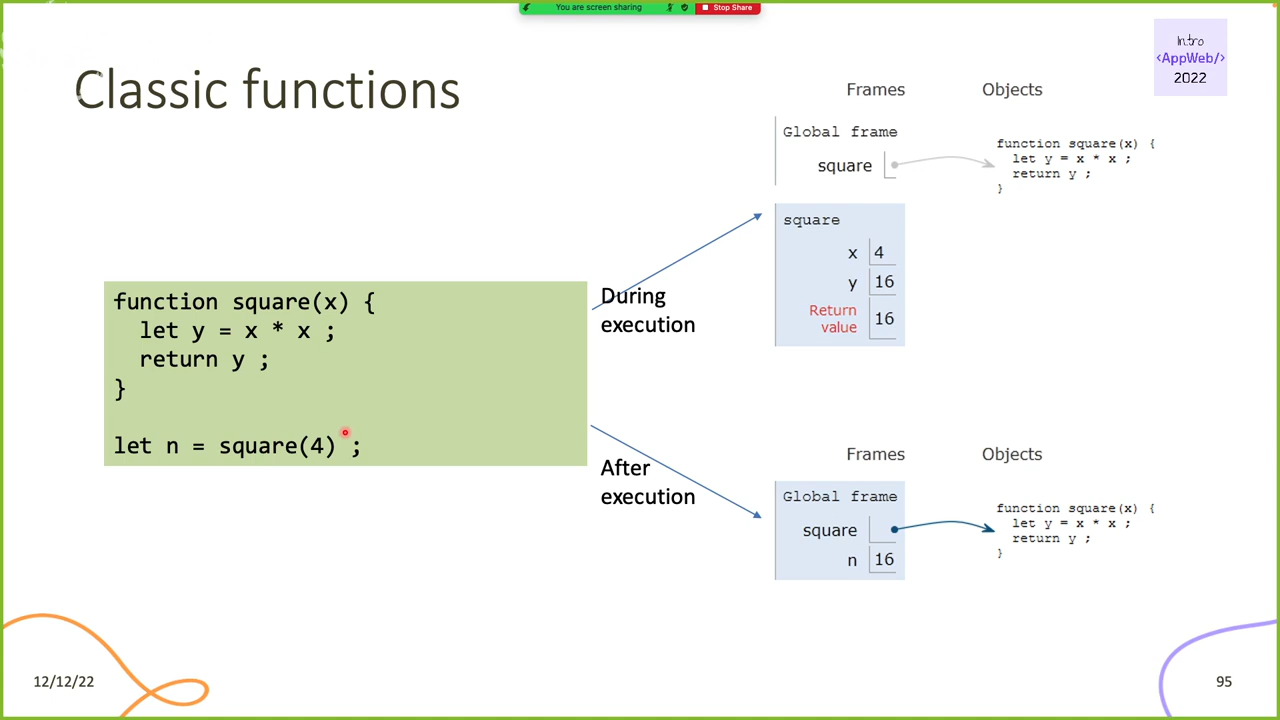 You are screen sharing
Stop Share
Intro
<AppWeb/>
2022
Classic functions
function square(x) {
let y = x * x ;
return y ;
}
let n = square(4) ;
During
execution
After
execution
Frames Objects
Global frame
square
function square(x) {
let y = x * x ;
return y ;
}
square
x 4
y 16
Return
value 16
Frames Objects
Global frame
square
n 16
function square(x) {
let y = x * x ;
return y ;
}
12/12/22
95